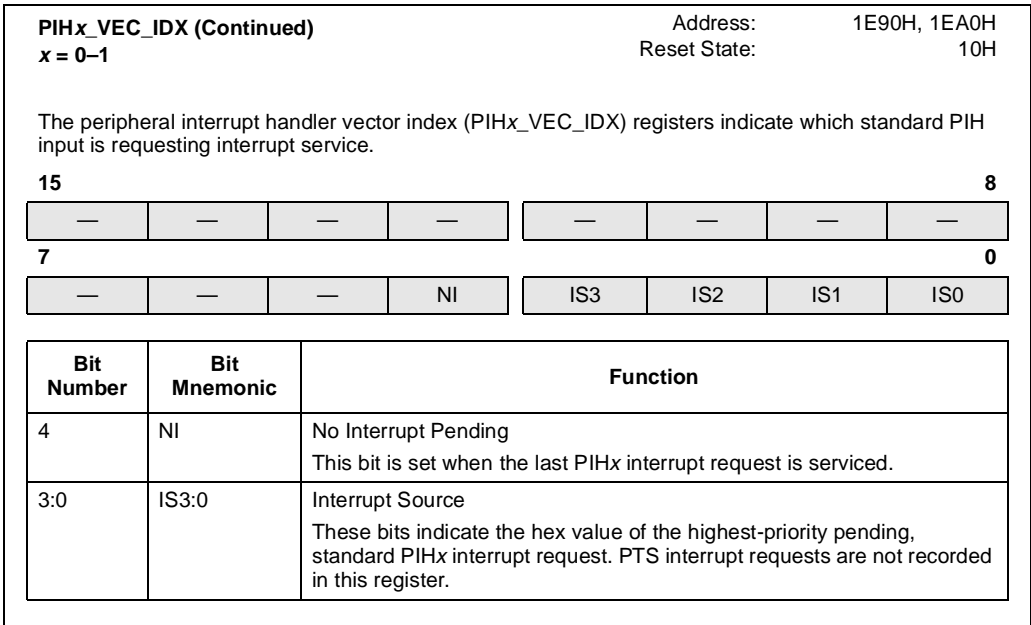 PIHx_VEC_IDX (Continued)
x = 0–1
Address: 1E90H, 1EA0H
Reset State: 10H
The peripheral interrupt handler vector index (PIHx_VEC_IDX) registers indicate which standard PIH
input is requesting interrupt service.
15 8
— — — — — — — —
7 0
— — — NI IS3 IS2 IS1 IS0
Bit Number Bit Mnemonic Function
4 NI No Interrupt Pending
This bit is set when the last PIHx interrupt request is serviced.
3:0 IS3:0 Interrupt Source
These bits indicate the hex value of the highest-priority pending,
standard PIHx interrupt request. PTS interrupt requests are not recorded
in this register.